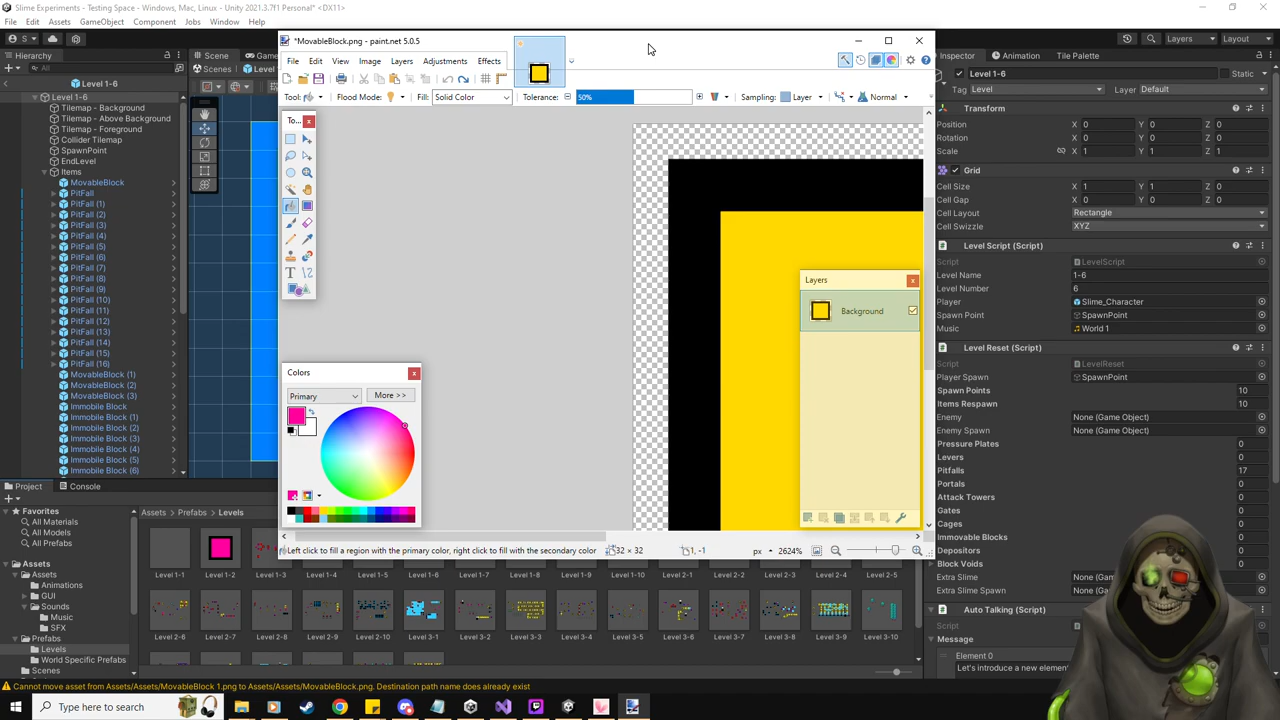 Slime Experiments - Testing Space - Windows, Mac, Linux - Unity 2021.3.7f1 Personal* <DX11>
File Edit Assets GameObject Component Jobs Window Help
S
Layers Layout
Hierarchy
Scene
Inspector Animation Tile Palette
All
Scenes
Level 1-6
Level 1-6
Tilemap - Background
Tilemap - Above Background
Tilemap - Foreground
Collider Tilemap
SpawnPoint
EndLevel
Items
MovableBlock
PitFall
PitFall (1)
PitFall (2)
PitFall (3)
PitFall (4)
PitFall (5)
PitFall (6)
PitFall (7)
PitFall (8)
PitFall (9)
PitFall (10)
PitFall (11)
PitFall (12)
PitFall (13)
PitFall (14)
PitFall (15)
PitFall (16)
MovableBlock (1)
MovableBlock (2)
MovableBlock (3)
Immobile Block
Immobile Block (1)
Immobile Block (2)
Immobile Block (3)
Immobile Block (4)
Immobile Block (5)
Immobile Block (6)
*MovableBlock.png - paint.net 5.0.5
File Edit View Image Layers Adjustments Effects
Tool: Flood Mode: Fill: Solid Color Tolerance: 50% Sampling: Layer Normal
To...
Layers
Background
Colors
Primary More >>
Left click to fill a region with the primary color, right click to fill with the secondary color 32 × 32 1, -1 px 2624%
Level 1-6 Static
Tag Level Layer Default
Transform
Position X 0 Y 0 Z 0
Rotation X 0 Y 0 Z 0
Scale X 1 Y 1 Z 1
Grid
Cell Size X 1 Y 1 Z 0
Cell Gap X 0 Y 0 Z 0
Cell Layout Rectangle
Cell Swizzle XYZ
Level Script (Script)
Script LevelScript
Level Name 1-6
Level Number 6
Player Slime_Character
Spawn Point SpawnPoint
Music World 1
Level Reset (Script)
Script LevelReset
Player Spawn SpawnPoint
Spawn Points 10
Items Respawn 10
Enemy None (Game Object)
Enemy Spawn None (Game Object)
Pressure Plates 0
Levers 0
Pitfalls 17
Portals 0
Attack Towers 0
Gates 0
Cages 0
Immovable Blocks 0
Depositors 0
Block Voids 0
Extra Slime None (Gam
Extra Slime Spawn None (Gam
Auto Talking (Script)
Script
Message
Element 0
Let's introduce a new element
Project Console
Favorites
All Materials
All Models
All Prefabs
Assets
Assets
Animations
GUI
Sounds
Music
SFX
Prefabs
Levels
World Specific Prefabs
Scenes
Assets > Prefabs > Levels
Level 1-1 Level 1-2 Level 1-3 Level 1-4 Level 1-5 Level 1-6 Level 1-7 Level 1-8 Level 1-9 Level 1-10 Level 2-1 Level 2-2 Level 2-3 Level 2-4 Level 2-5
Level 2-6 Level 2-7 Level 2-8 Level 2-9 Level 2-10 Level 3-1 Level 3-2 Level 3-3 Level 3-4 Level 3-5 Level 3-6 Level 3-7 Level 3-8 Level 3-9 Level 3-10
Cannot move asset from Assets/Assets/MovableBlock 1.png to Assets/Assets/MovableBlock.png. Destination path name does already exist
Type here to search